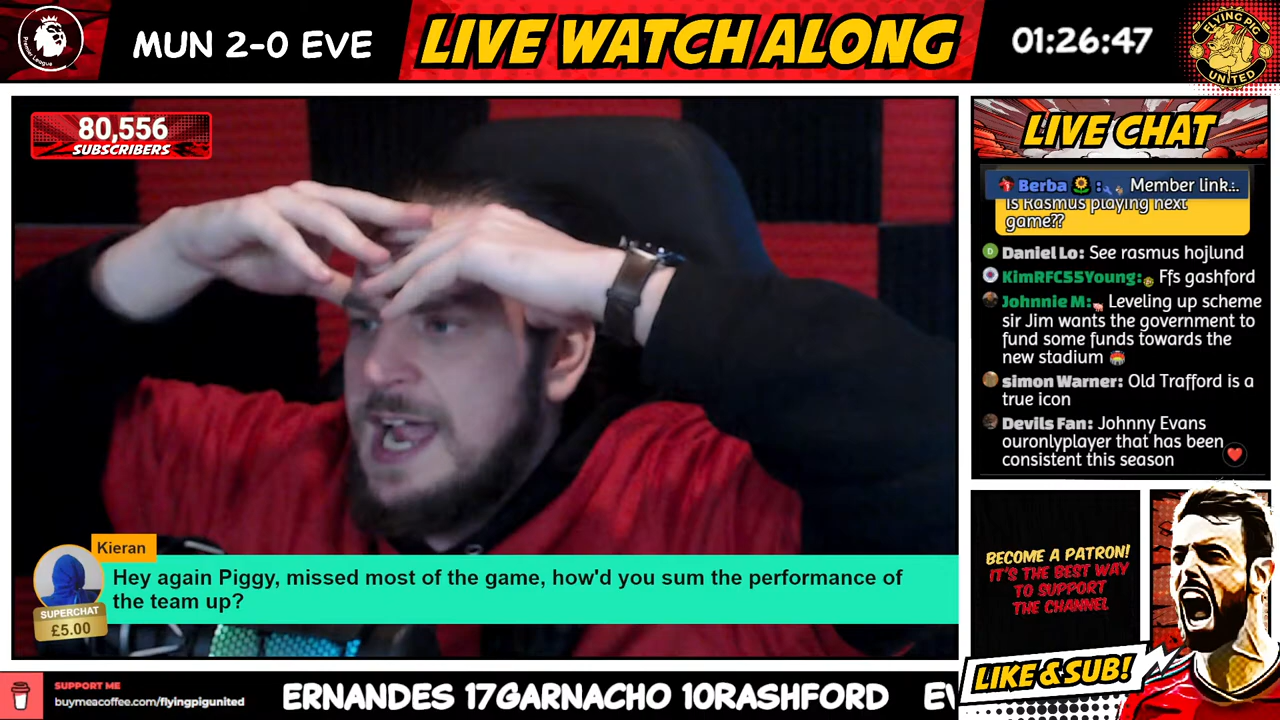 Premier League
MUN 2-0 EVE
LIVE WATCH ALONG
01:26:47
FLYING PIG
UNITED
80,556
SUBSCRIBERS
LIVE CHAT
Berba 🌻: Member link...
Is Rasmus playing next
game??
Daniel Lo: See rasmus hojlund
KimRFC55Young: Ffs gashford
Johnnie M: Leveling up scheme
sir Jim wants the government to
fund some funds towards the
new stadium
simon Warner: Old Trafford is a
true icon
Devils Fan: Johnny Evans
ouronlyplayer that has been
consistent this season
Kieran
Hey again Piggy, missed most of the game, how'd you sum the performance of
the team up?
SUPERCHAT
£5.00
BECOME A PATRON!
IT'S THE BEST WAY
TO SUPPORT
THE CHANNEL
LIKE & SUB!
SUPPORT ME
buymeacoffee.com/flyingpigunited
ERNANDES 17GARNACHO 10RASHFORD EV